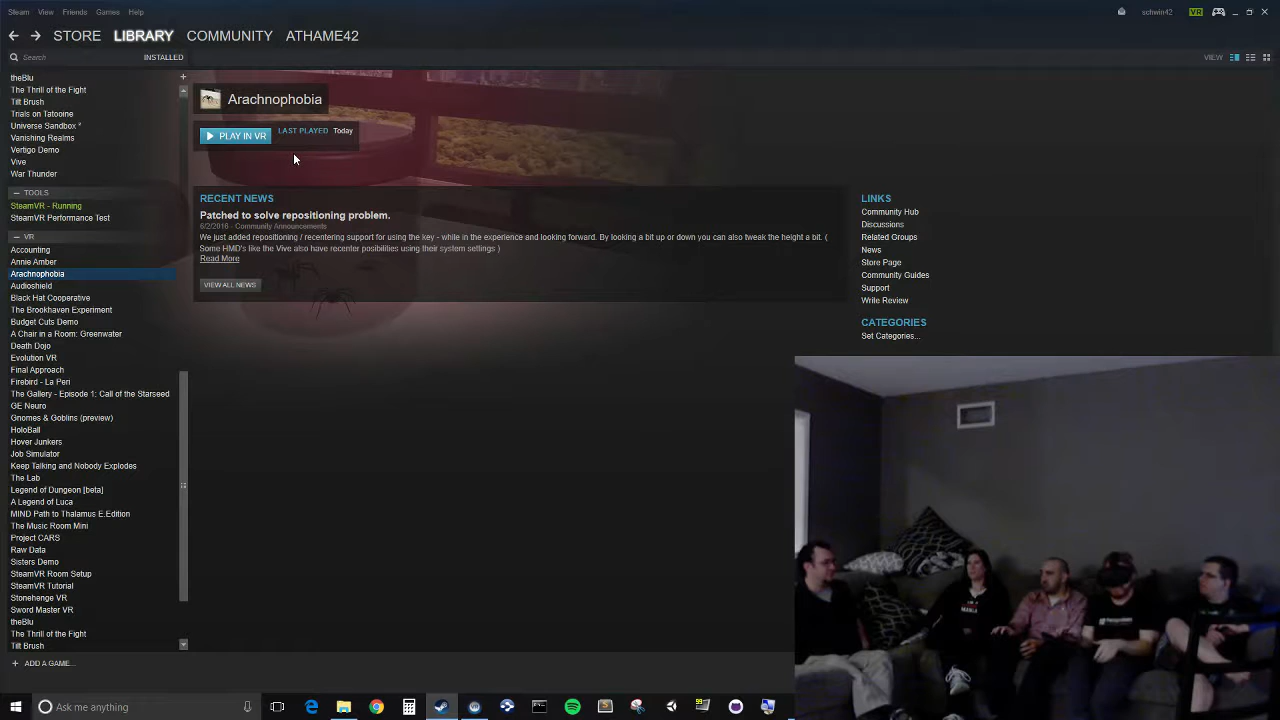 Steam View Friends Games Help
schwin42 VR
STORE LIBRARY COMMUNITY ATHAME42
Search INSTALLED
VIEW
theBlu
The Thrill of the Fight
Tilt Brush
Trials on Tatooine
Universe Sandbox ²
Vanishing Realms
Vertigo Demo
Vive
War Thunder
TOOLS
SteamVR - Running
SteamVR Performance Test
VR
Accounting
Annie Amber
Arachnophobia
Audioshield
Black Hat Cooperative
The Brookhaven Experiment
Budget Cuts Demo
A Chair in a Room: Greenwater
Death Dojo
Evolution VR
Final Approach
Firebird - La Peri
The Gallery - Episode 1: Call of the Starseed
GE Neuro
Gnomes & Goblins (preview)
HoloBall
Hover Junkers
Job Simulator
Keep Talking and Nobody Explodes
The Lab
Legend of Dungeon [beta]
A Legend of Luca
MIND Path to Thalamus E.Edition
The Music Room Mini
Project CARS
Raw Data
Sisters Demo
SteamVR Room Setup
SteamVR Tutorial
Stonehenge VR
Sword Master VR
theBlu
The Thrill of the Fight
Tilt Brush
ADD A GAME...
Arachnophobia
PLAY IN VR LAST PLAYED Today
RECENT NEWS
Patched to solve repositioning problem.
6/2/2016 - Community Announcements
We just added repositioning / recentering support for using the key - while in the experience and looking forward. By looking a bit up or down you can also tweak the height a bit. (
Some HMD's like the Vive also have recenter posibilities using their system settings )
Read More
VIEW ALL NEWS
LINKS
Community Hub
Discussions
Related Groups
News
Store Page
Community Guides
Support
Write Review
CATEGORIES
Set Categories...
Ask me anything